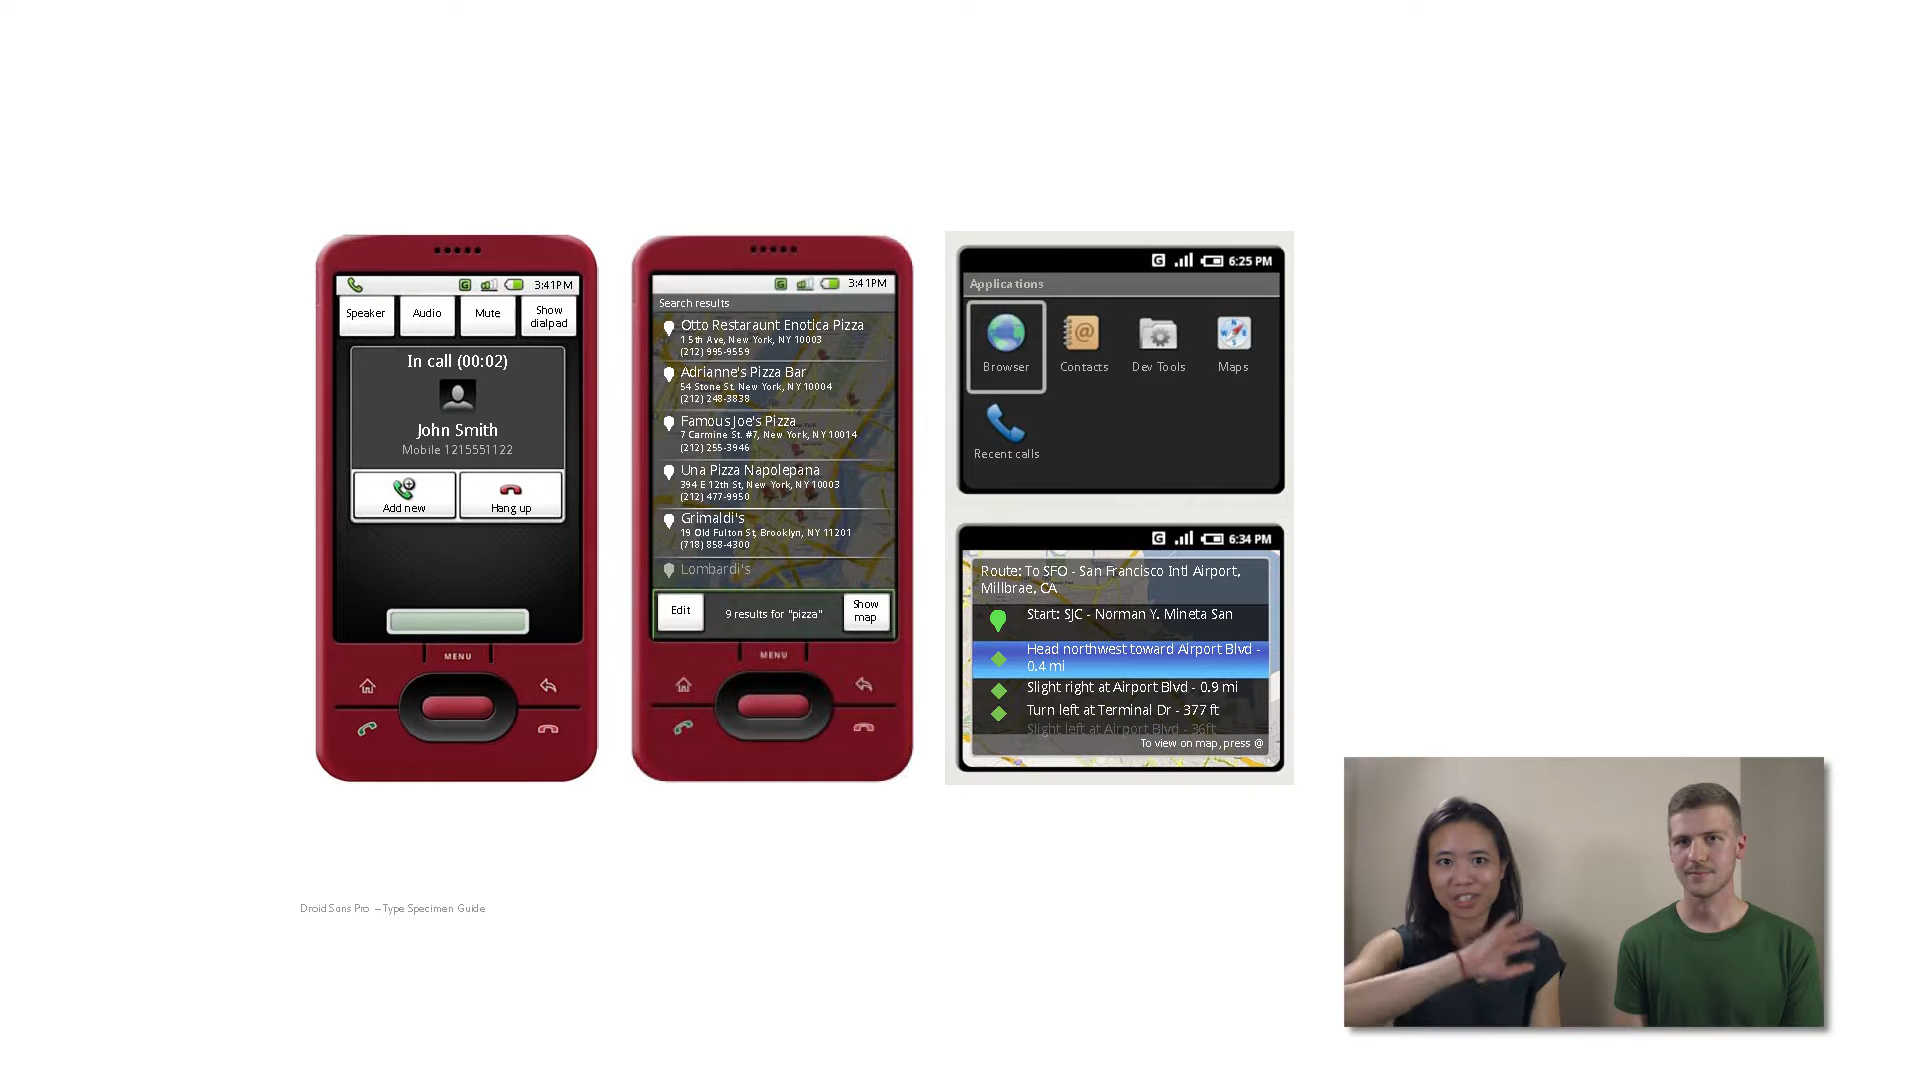 3:41PM
Speaker
Audio
Mute
Show
dialpad
In call (00:02)
John Smith
Mobile 1215551122
Add new
Hang up
MENU
3:41PM
Search results
Otto Restaraunt Enotica Pizza
1 5th Ave, New York, NY 10003
(212) 995-9559
Adrianne's Pizza Bar
54 Stone St. New York, NY 10004
(212) 248-3838
Famous Joe's Pizza
7 Carmine St. #7, New York, NY 10014
(212) 255-3946
Una Pizza Napolepana
394 E 12th St, New York, NY 10003
(212) 477-9950
Grimaldi's
19 Old Fulton St, Brooklyn, NY 11201
(718) 858-4300
Lombardi's
Edit
9 results for "pizza"
Show
map
MENU
G 6:25 PM
Applications
Browser
Contacts
Dev Tools
Maps
Recent calls
G 6:34 PM
Route: To SFO - San Francisco Intl Airport,
Millbrae, CA
Start: SJC - Norman Y. Mineta San
Head northwest toward Airport Blvd -
0.4 mi
Slight right at Airport Blvd - 0.9 mi
Turn left at Terminal Dr - 377 ft
Slight left at Airport Blvd - 36ft
To view on map, press @
Droid Sans Pro – Type Specimen Guide